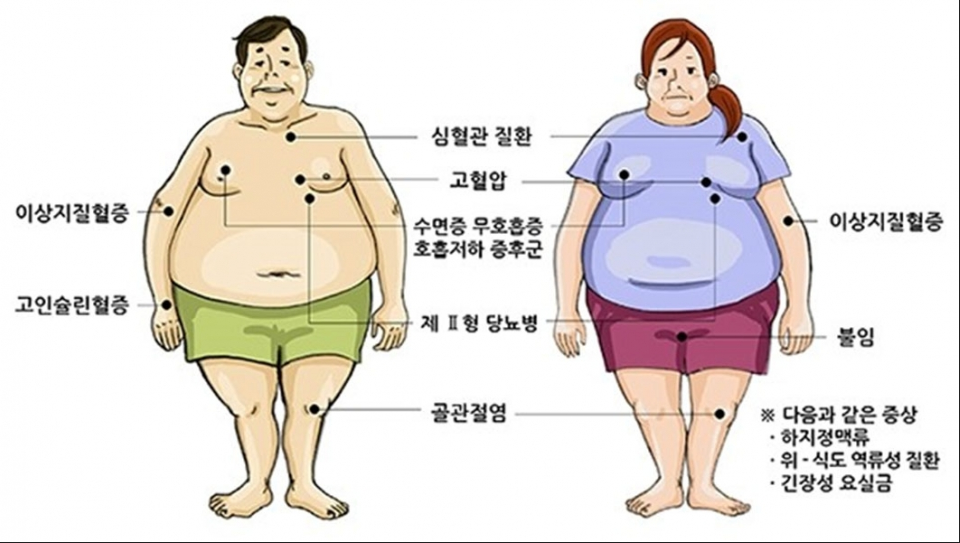 심혈관 질환
고혈압
이상지질혈증
수면증 무호흡증
호흡저하 증후군
이상지질혈증
고인슐린혈증
제 Ⅱ형 당뇨병
불임
골관절염
※ 다음과 같은 증상
· 하지정맥류
· 위 - 식도 역류성 질환
· 긴장성 요실금